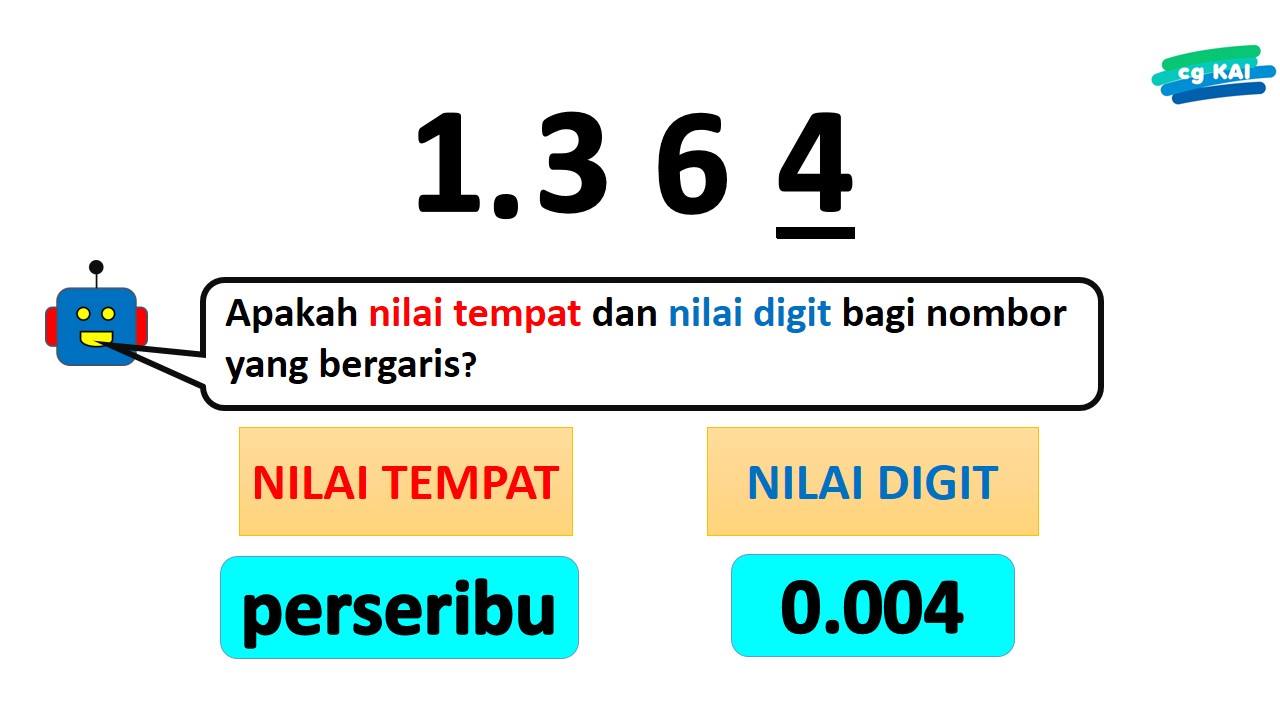 cg KAI
1.3 6 4
Apakah nilai tempat dan nilai digit bagi nombor
yang bergaris?
NILAI TEMPAT
NILAI DIGIT
perseribu
0.004